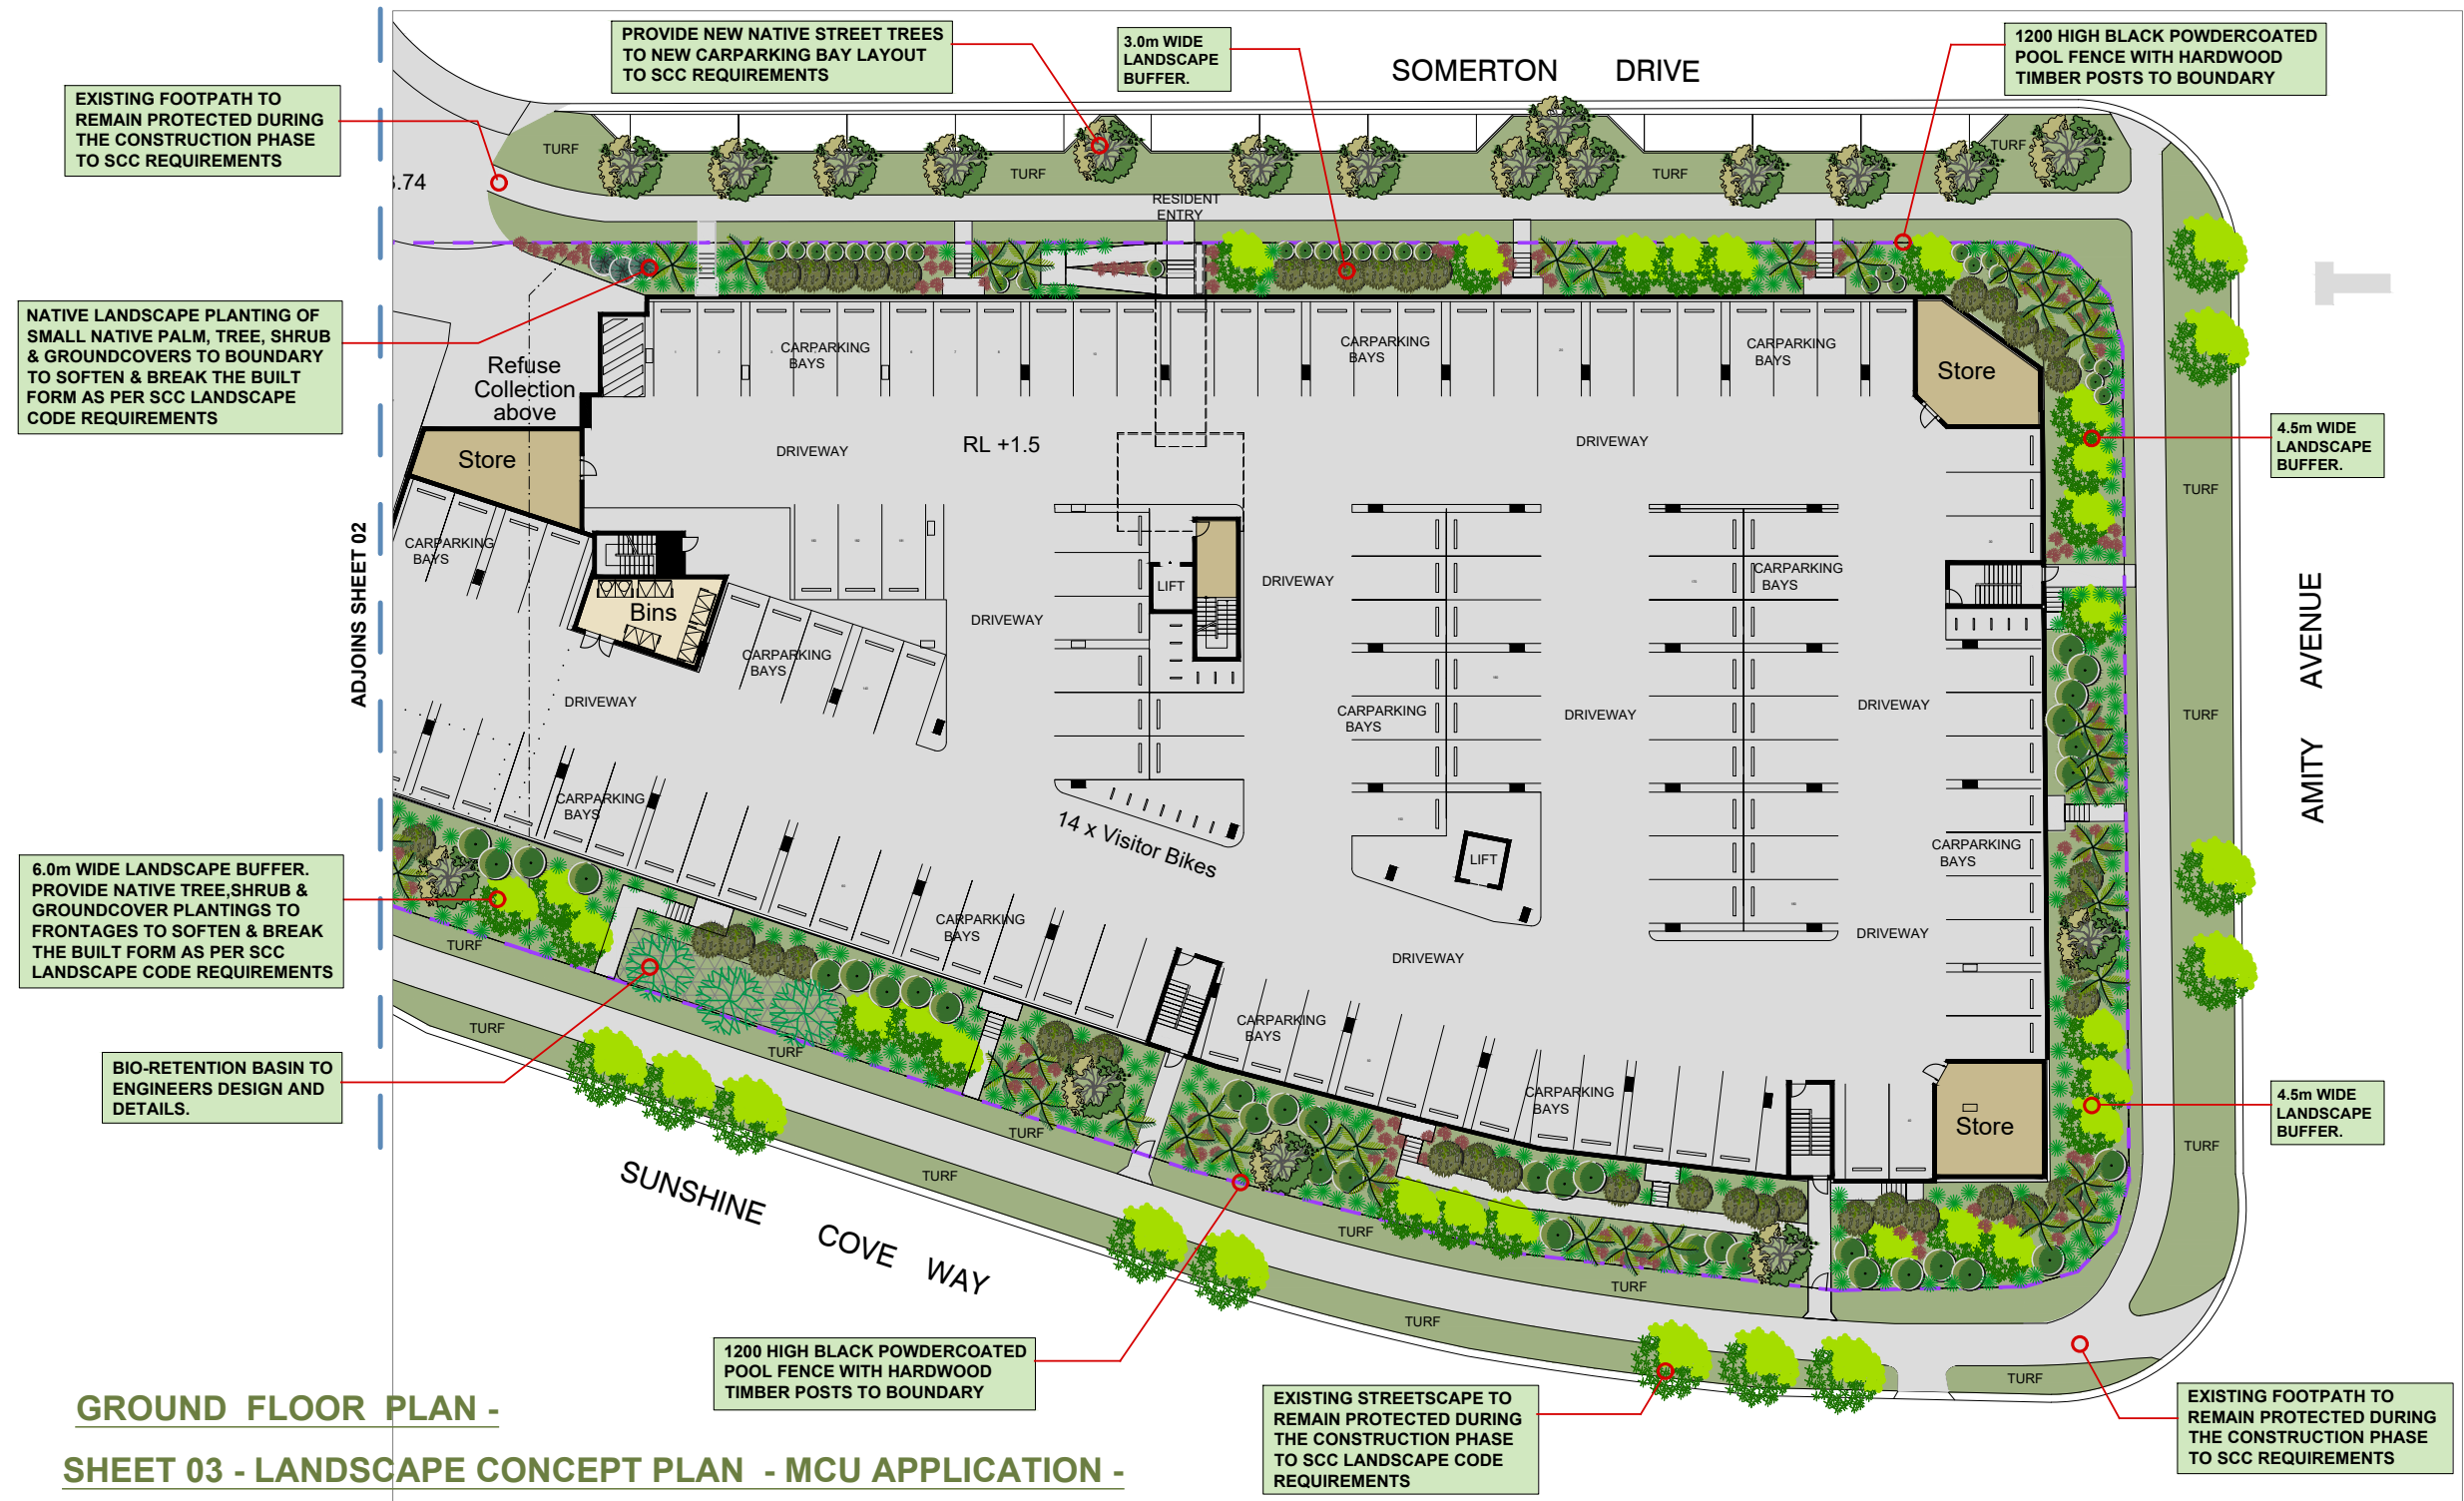 PROVIDE NEW NATIVE STREET TREES
TO NEW CARPARKING BAY LAYOUT
TO SCC REQUIREMENTS
3.0m WIDE
LANDSCAPE
BUFFER.
SOMERTON DRIVE
1200 HIGH BLACK POWDERCOATED
POOL FENCE WITH HARDWOOD
TIMBER POSTS TO BOUNDARY
EXISTING FOOTPATH TO
REMAIN PROTECTED DURING
THE CONSTRUCTION PHASE
TO SCC REQUIREMENTS
TURF
TURF
TURF
TURF
.74
RESIDENT
ENTRY
NATIVE LANDSCAPE PLANTING OF
SMALL NATIVE PALM, TREE, SHRUB
& GROUNDCOVERS TO BOUNDARY
TO SOFTEN & BREAK THE BUILT
FORM AS PER SCC LANDSCAPE
CODE REQUIREMENTS
Refuse
Collection
above
CARPARKING
BAYS
CARPARKING
BAYS
CARPARKING
BAYS
Store
Store
DRIVEWAY
RL +1.5
DRIVEWAY
4.5m WIDE
LANDSCAPE
BUFFER.
TURF
ADJOINS SHEET 02
CARPARKING
BAYS
Bins
LIFT
DRIVEWAY
CARPARKING
BAYS
DRIVEWAY
CARPARKING
BAYS
DRIVEWAY
CARPARKING
BAYS
DRIVEWAY
DRIVEWAY
TURF
AMITY AVENUE
CARPARKING
BAYS
14 x Visitor Bikes
LIFT
CARPARKING
BAYS
6.0m WIDE LANDSCAPE BUFFER.
PROVIDE NATIVE TREE,SHRUB &
GROUNDCOVER PLANTINGS TO
FRONTAGES TO SOFTEN & BREAK
THE BUILT FORM AS PER SCC
LANDSCAPE CODE REQUIREMENTS
TURF
CARPARKING
BAYS
DRIVEWAY
DRIVEWAY
TURF
TURF
CARPARKING
BAYS
BIO-RETENTION BASIN TO
ENGINEERS DESIGN AND
DETAILS.
CARPARKING
BAYS
Store
4.5m WIDE
LANDSCAPE
BUFFER.
TURF
TURF
TURF
SUNSHINE COVE WAY
TURF
TURF
TURF
TURF
1200 HIGH BLACK POWDERCOATED
POOL FENCE WITH HARDWOOD
TIMBER POSTS TO BOUNDARY
EXISTING STREETSCAPE TO
REMAIN PROTECTED DURING
THE CONSTRUCTION PHASE
TO SCC LANDSCAPE CODE
REQUIREMENTS
EXISTING FOOTPATH TO
REMAIN PROTECTED DURING
THE CONSTRUCTION PHASE
TO SCC REQUIREMENTS
GROUND FLOOR PLAN -
SHEET 03 - LANDSCAPE CONCEPT PLAN - MCU APPLICATION -